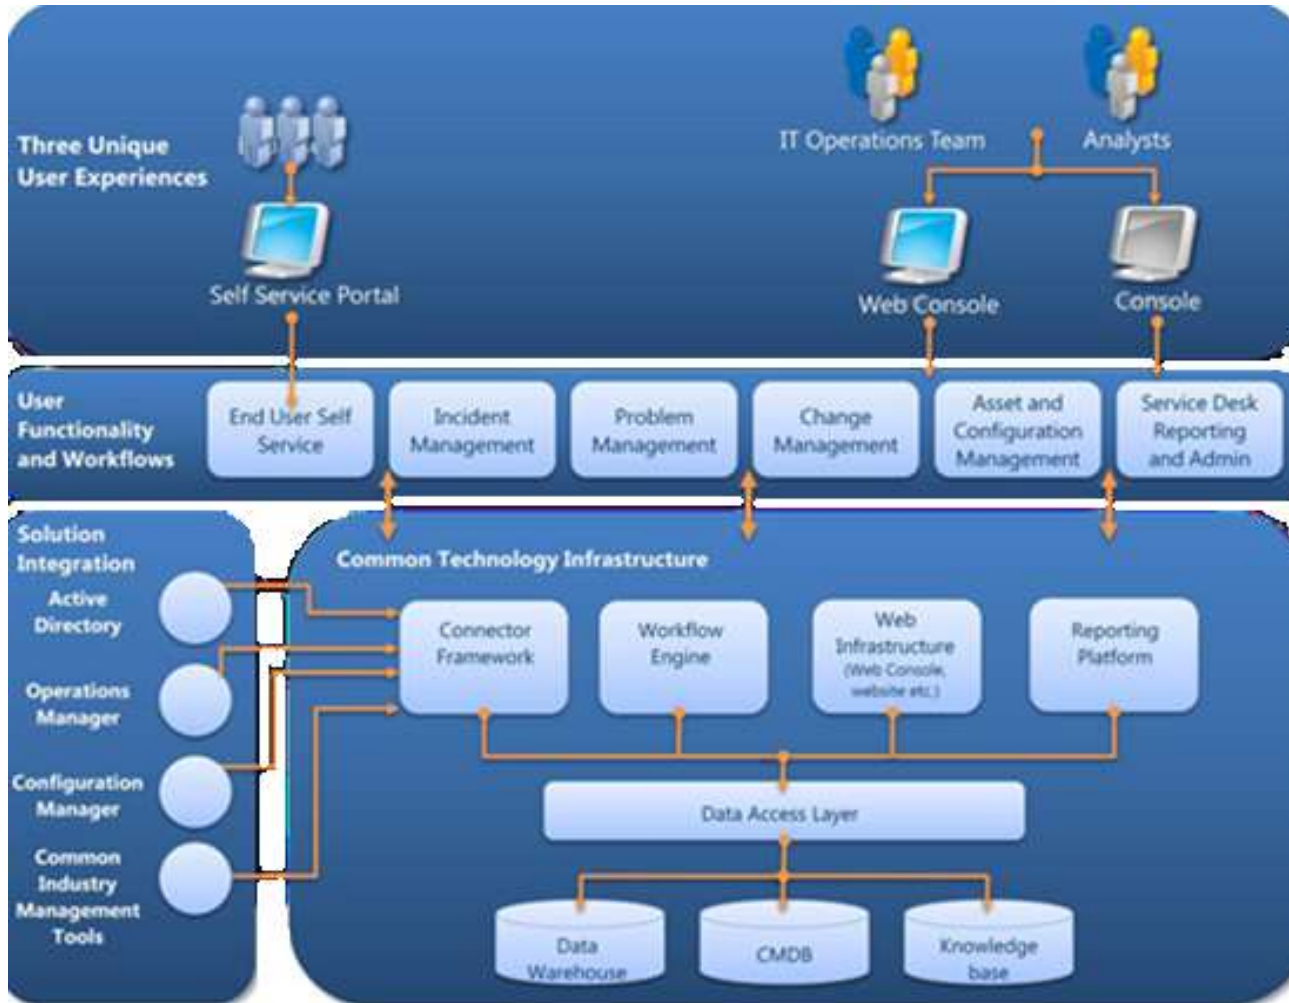 Three Unique
User Experiences
IT Operations Team
Analysts
Self Service Portal
Web Console
Console
User
Functionality
and Workflows
End User Self
Service
Incident
Management
Problem
Management
Change
Management
Asset and
Configuration
Management
Service Desk
Reporting
and Admin
Solution
Integration
Active
Directory
Operations
Manager
Configuration
Manager
Common
Industry
Management
Tools
Common Technology Infrastructure
Connector
Framework
Workflow
Engine
Web
Infrastructure
(Web Console,
website etc.)
Reporting
Platform
Data Access Layer
Data
Warehouse
CMDB
Knowledge
base